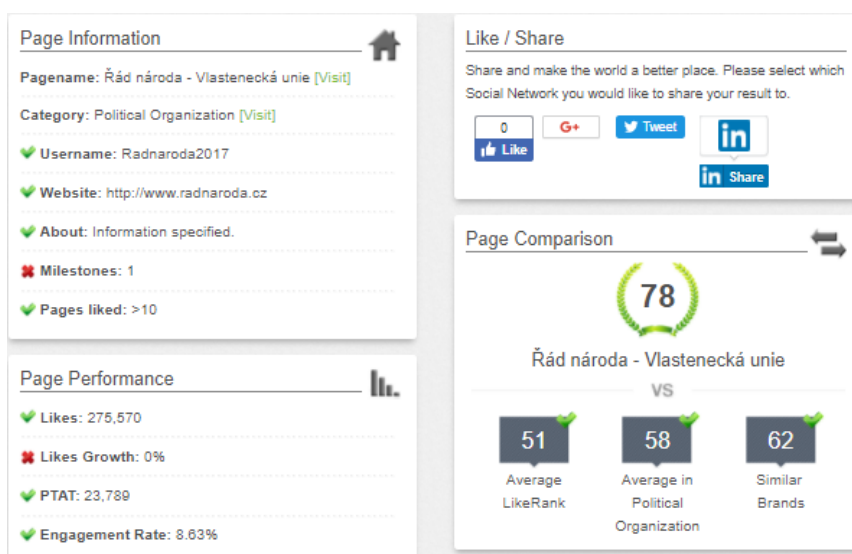 Page Information
Pagename: Řád národa - Vlastenecká unie [Visit]
Category: Political Organization [Visit]
Username: Radnaroda2017
Website: http://www.radnaroda.cz
About: Information specified.
Milestones: 1
Pages liked: >10
Page Performance
Likes: 275,570
Likes Growth: 0%
PTAT: 23,789
Engagement Rate: 8.63%
Like / Share
Share and make the world a better place. Please select which
Social Network you would like to share your result to.
0
Like
G+
Tweet
in
in Share
Page Comparison
78
Řád národa - Vlastenecká unie
VS
51
Average
LikeRank
58
Average in
Political
Organization
62
Similar
Brands